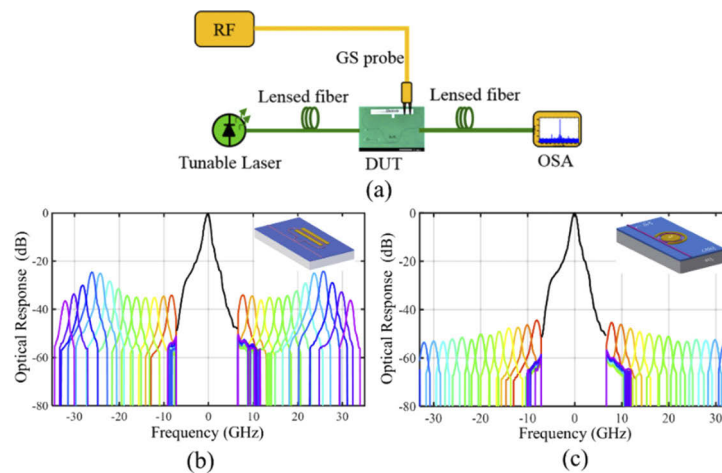 RF
GS probe
Lensed fiber
Lensed fiber
Tunable Laser
DUT
OSA
(a)
Optical Response (dB)
0
-20
-40
-60
-80
-30
-20
-10
0
10
20
30
Frequency (GHz)
(b)
Optical Response (dB)
0
-20
-40
-60
-80
-30
-20
-10
0
10
20
30
Frequency (GHz)
(c)